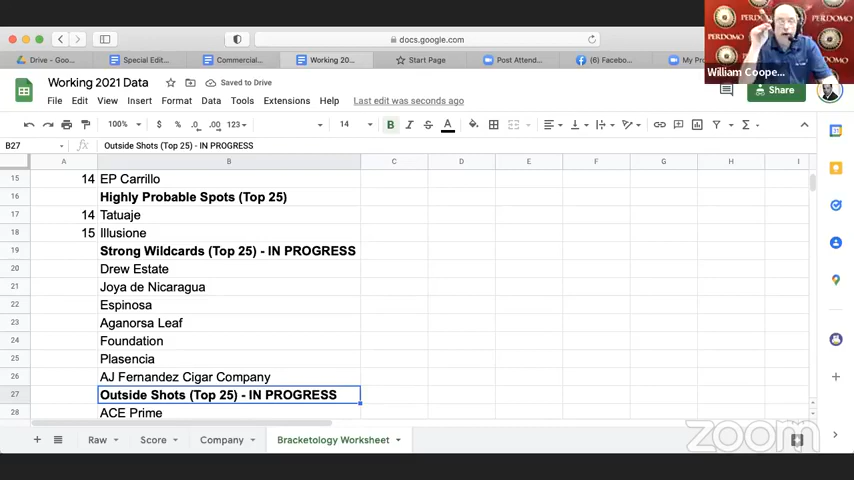 PERDOMO
PERDOMO
docs.google.com
Drive – Goo...
Special Edit...
Commercial...
Working 20...
Start Page
Post Attend...
(6) Facebo...
My Pro
William Coope...
Working 2021 Data
Saved to Drive
File Edit View Insert Format Data Tools Extensions Help Last edit was seconds ago
Share
100% $ % .0 .00 123 14 B I S A
B27 fx Outside Shots (Top 25) - IN PROGRESS
A B C D E F G H I
15 14 EP Carrillo
16 Highly Probable Spots (Top 25)
17 14 Tatuaje
18 15 Illusione
19 Strong Wildcards (Top 25) - IN PROGRESS
20 Drew Estate
21 Joya de Nicaragua
22 Espinosa
23 Aganorsa Leaf
24 Foundation
25 Plasencia
26 AJ Fernandez Cigar Company
27 Outside Shots (Top 25) - IN PROGRESS
28 ACE Prime
Raw Score Company Bracketology Worksheet
zoom